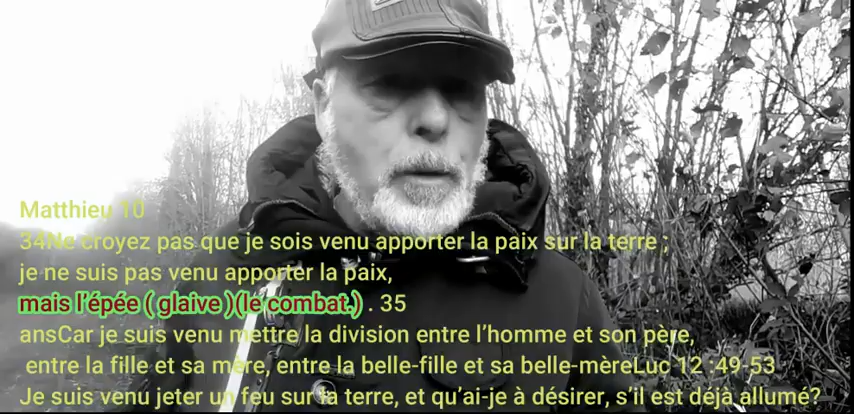 Matthieu 10
34Ne croyez pas que je sois venu apporter la paix sur la terre ;
je ne suis pas venu apporter la paix,
mais l'épée ( glaive )(le combat.) . 35
ansCar je suis venu mettre la division entre l'homme et son père,
entre la fille et sa mère, entre la belle-fille et sa belle-mèreLuc 12 :49-53
Je suis venu jeter un feu sur la terre, et qu'ai-je à désirer, s'il est déjà allumé?